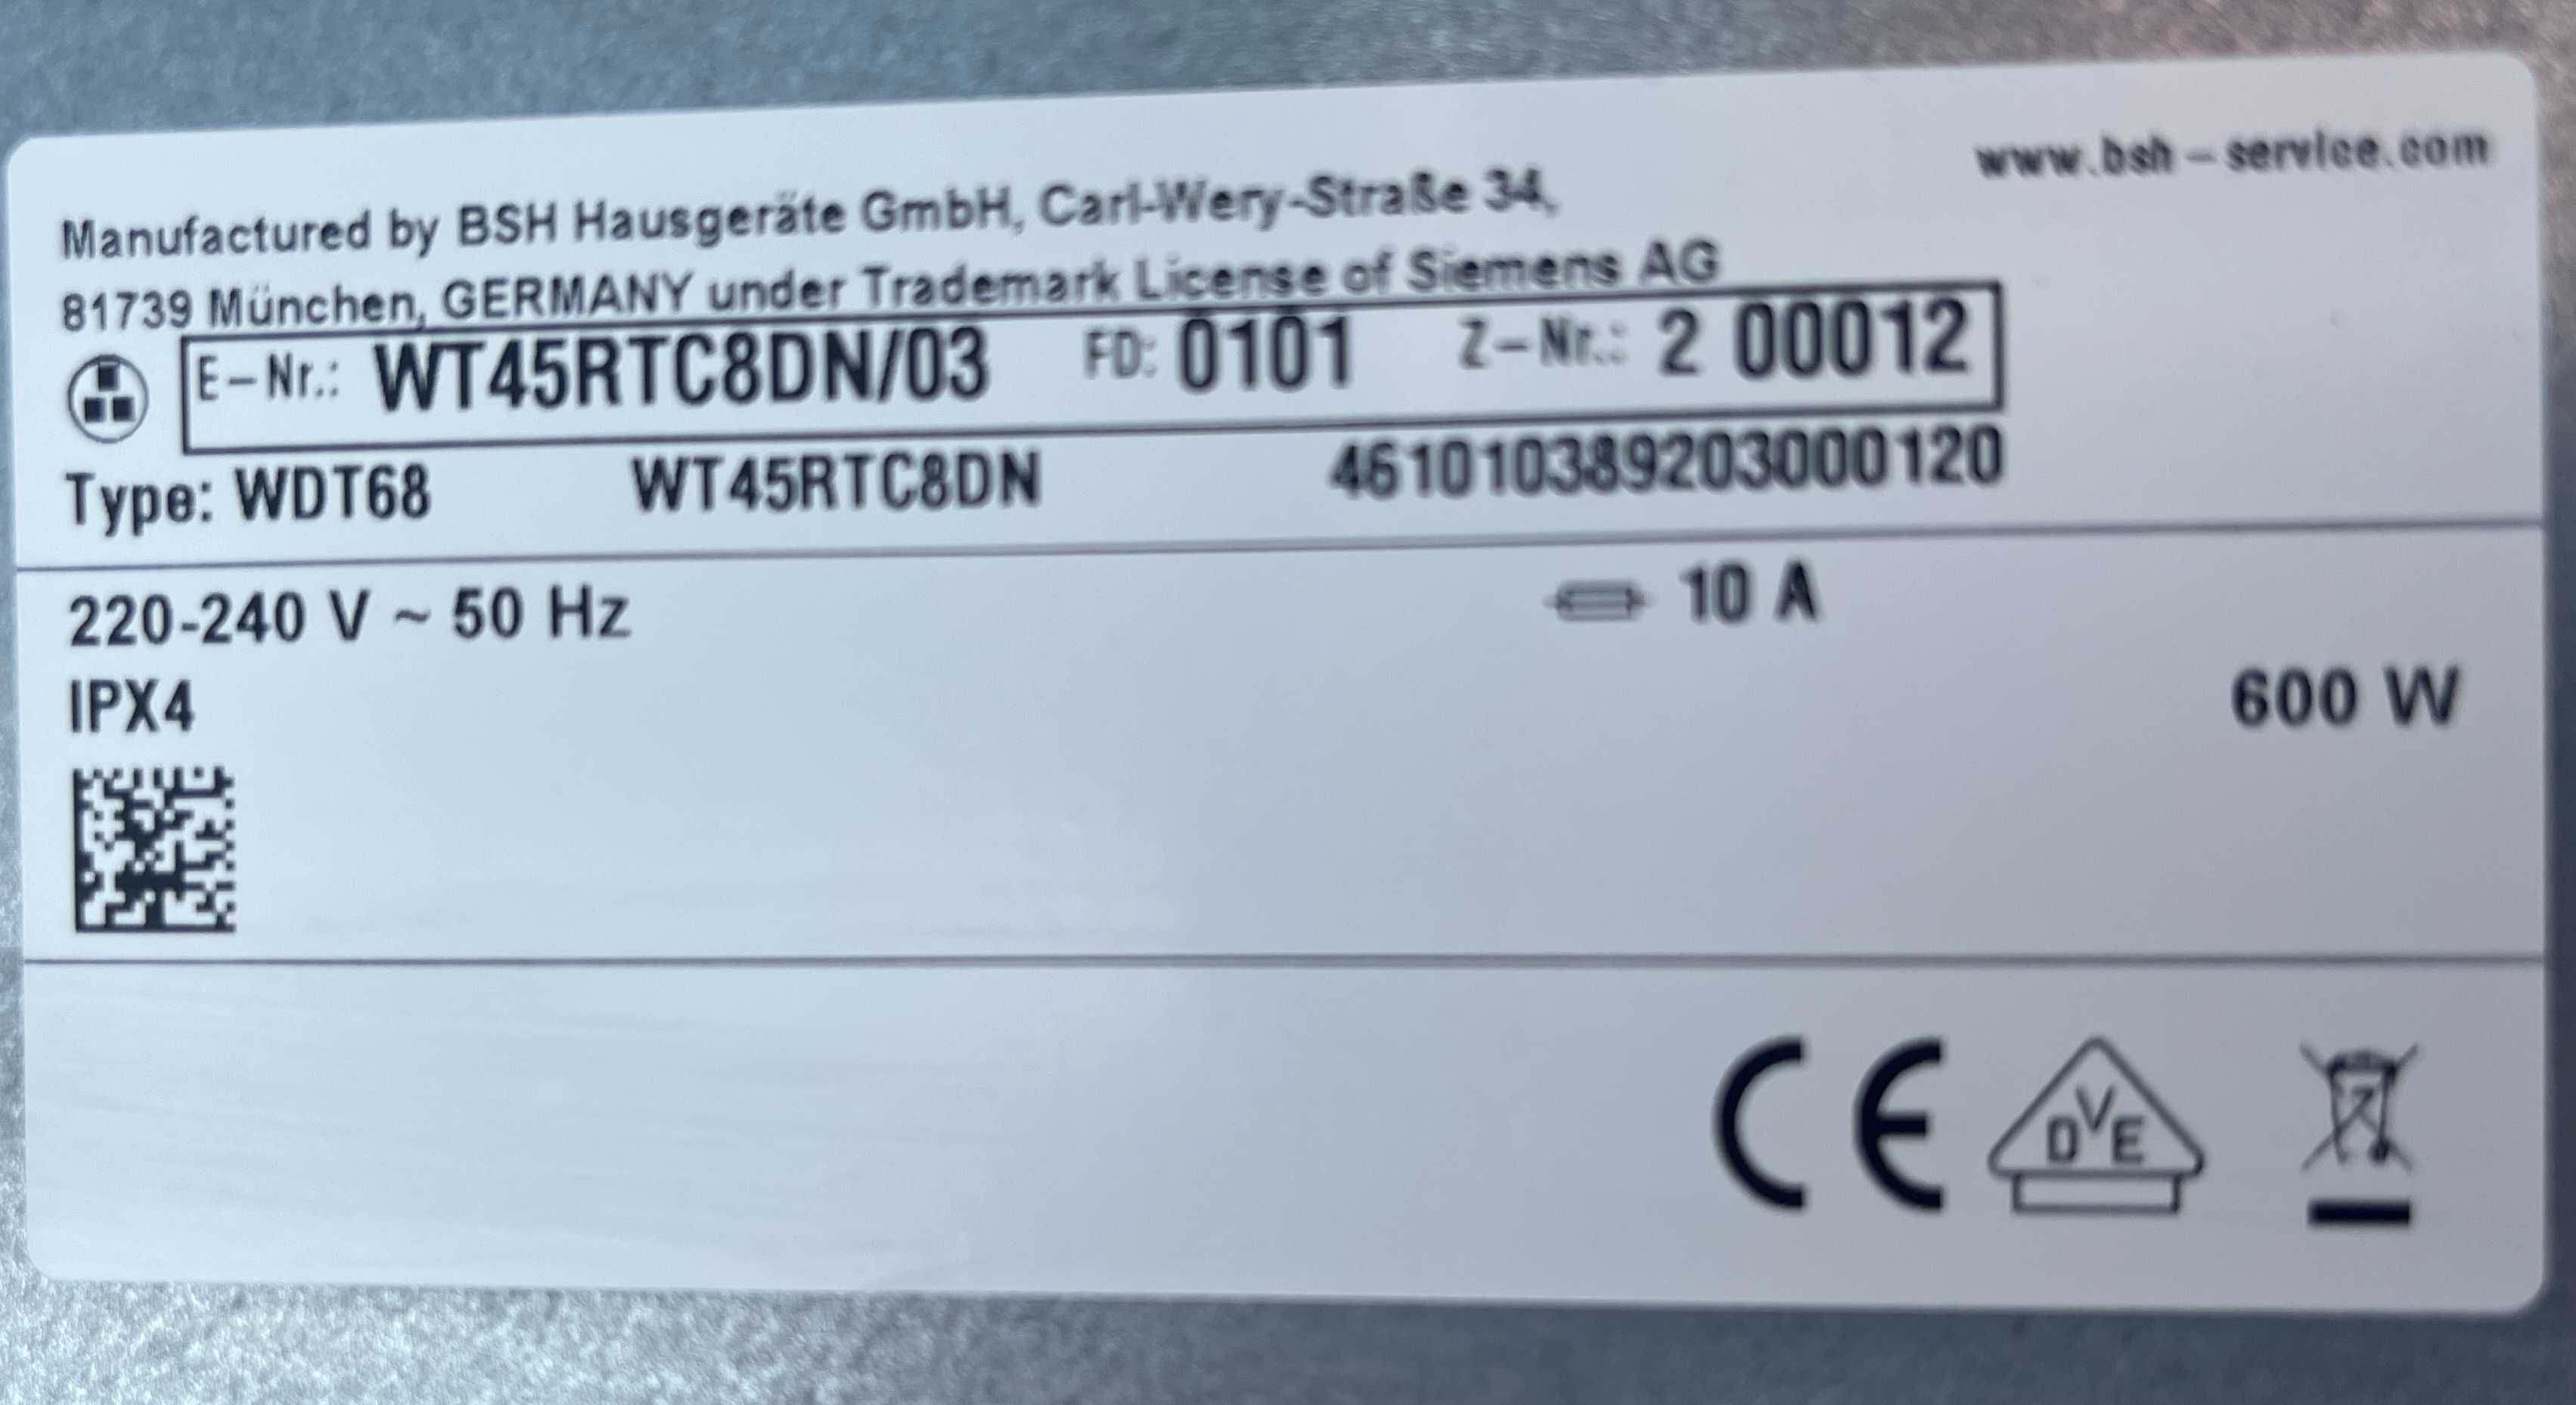 www.bsh-service.com
Manufactured by BSH Hausgeräte GmbH, Carl-Wery-Straße 34,
81739 München, GERMANY under Trademark License of Siemens AG
E-Nr.: WT45RTC8DN/03 FD: 0101 Z-Nr.: 2 00012
Type: WDT68 WT45RTC8DN 461010389203000120
220-240 V ~ 50 Hz 10 A
IPX4 600 W
CE DVE